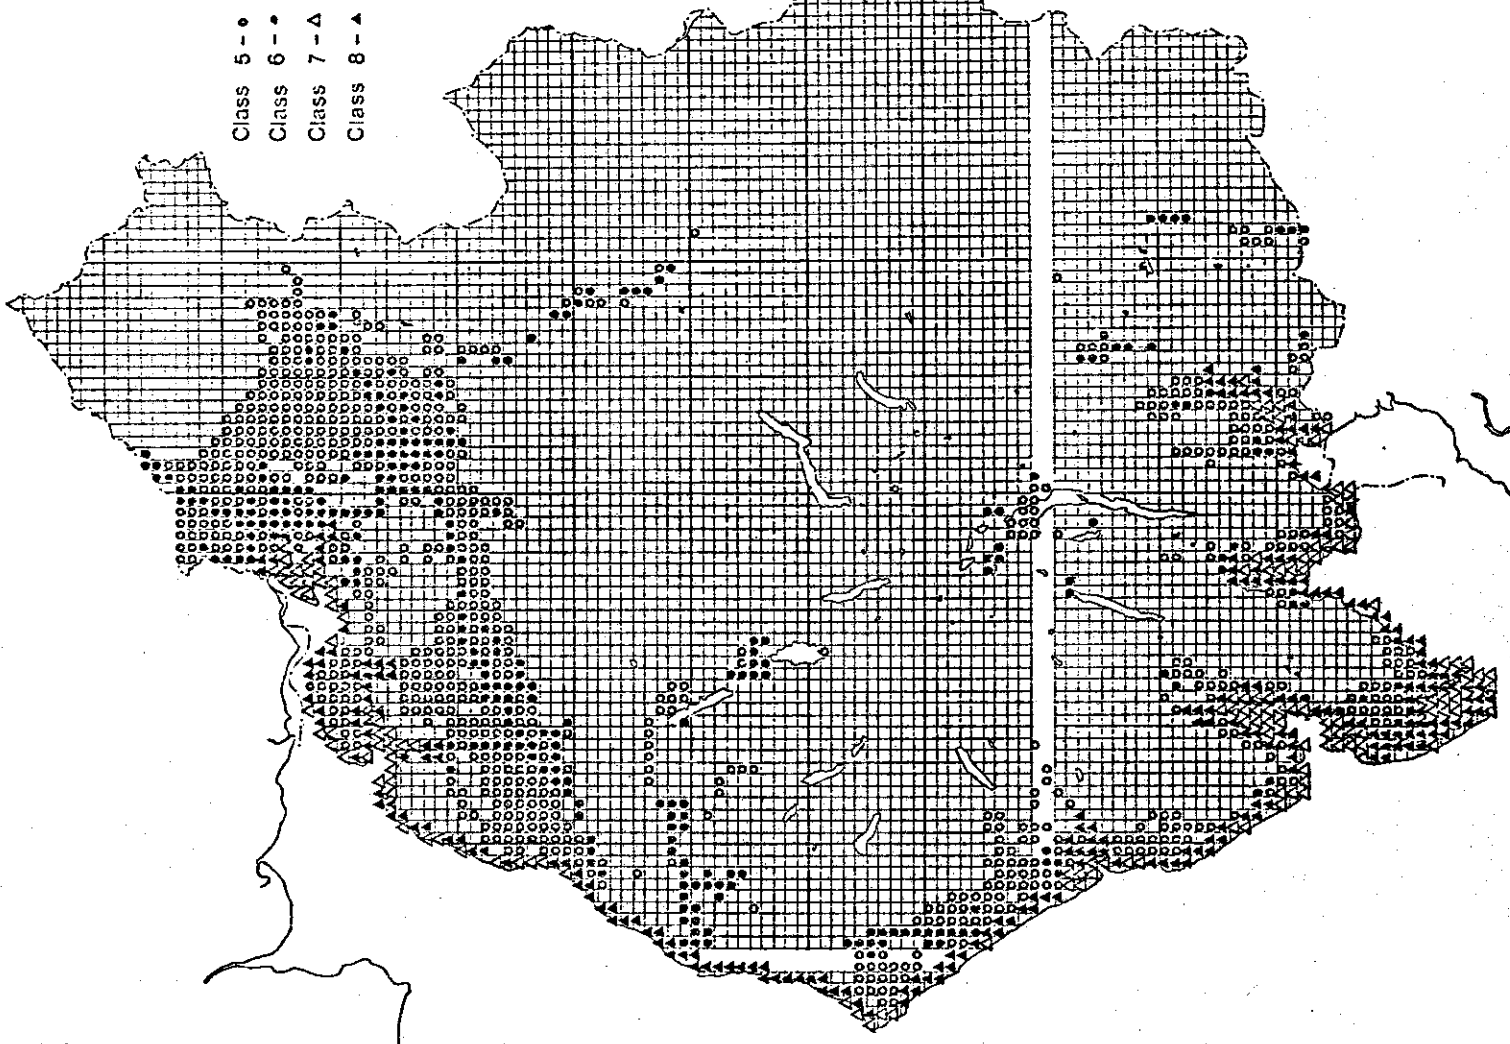 Class 5 - o
Class 6 - •
Class 7 - △
Class 8 - ▲